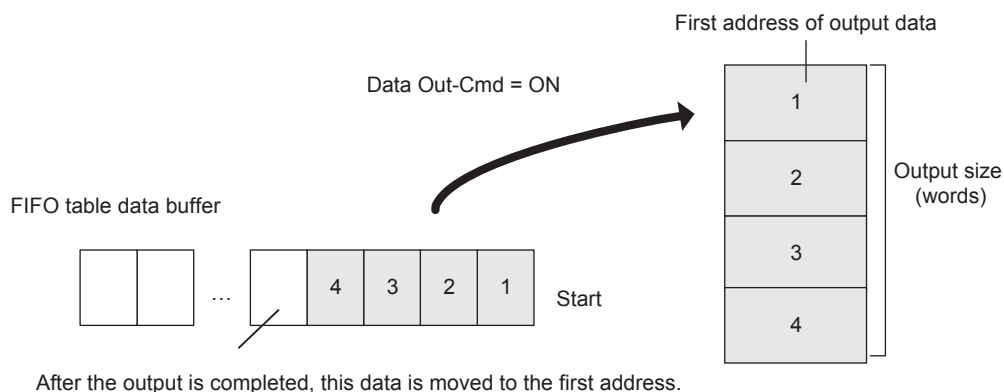 First address of output data
Data Out-Cmd = ON
1
2
3
4
Output size
(words)
FIFO table data buffer
... 4 3 2 1 Start
After the output is completed, this data is moved to the first address.